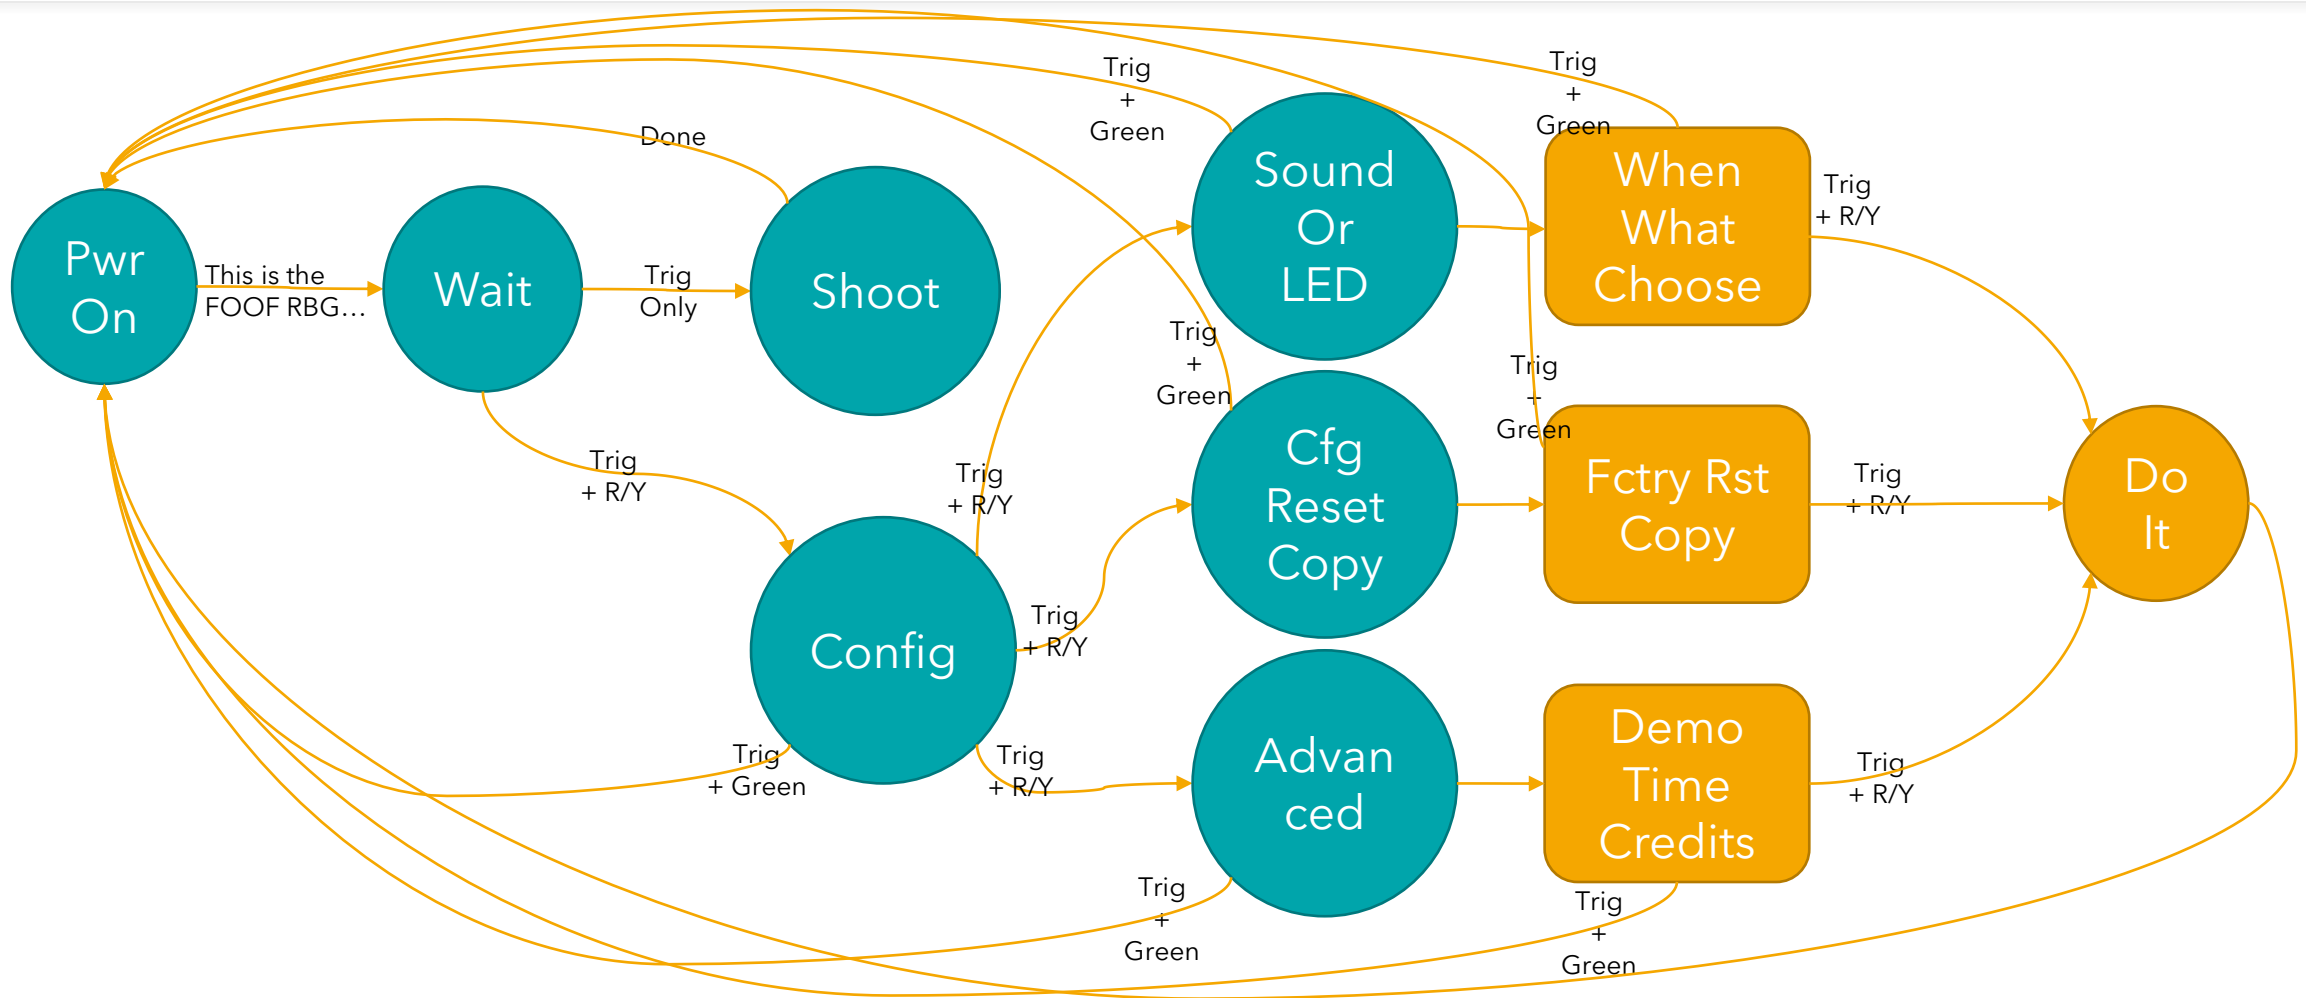 Pwr
On
This is the
FOOF RBG...
Wait
Trig
Only
Shoot
Done
Trig
+ R/Y
Config
Trig
+ Green
Trig
+ R/Y
Trig
+ R/Y
Trig
+ R/Y
Trig
+
Green
Sound
Or
LED
Trig
+
Green
When
What
Choose
Trig
+ R/Y
Trig
+
Green
Cfg
Reset
Copy
Trig
+
Green
Fctry Rst
Copy
Trig
+ R/Y
Do
It
Advan
ced
Trig
+
Green
Demo
Time
Credits
Trig
+ R/Y
Trig
+
Green